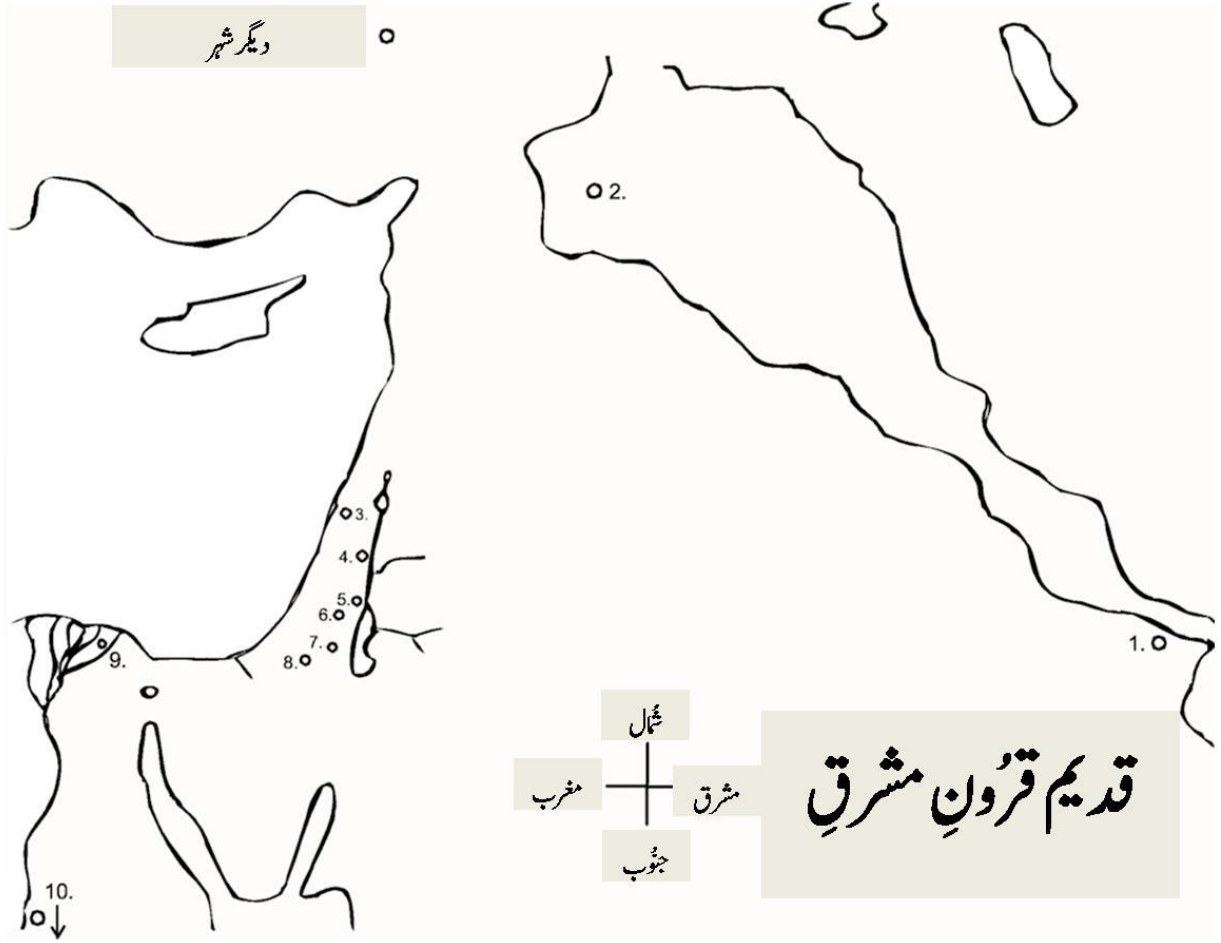 دیگر شہر
2.
3.
4.
5.
6.
7.
8.
9.
1.
شُمال
مغرب
مشرق
جنُوب
قدیم قرُونِ مشرقِ
10.